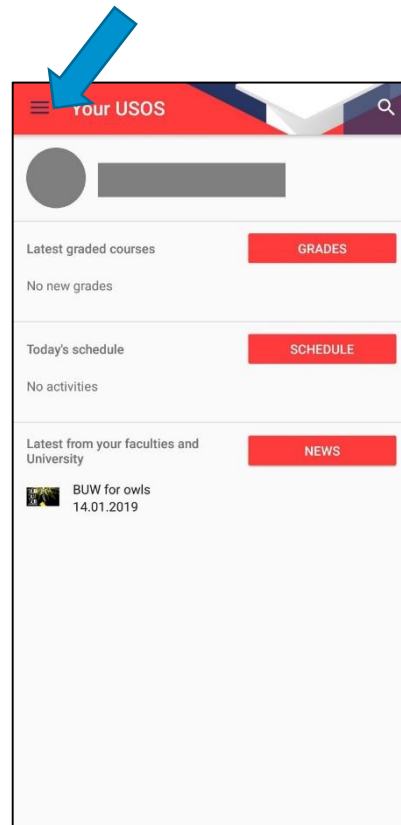 Your USOS
Latest graded courses
GRADES
No new grades
Today's schedule
SCHEDULE
No activities
Latest from your faculties and
University
NEWS
BUW for owls
14.01.2019